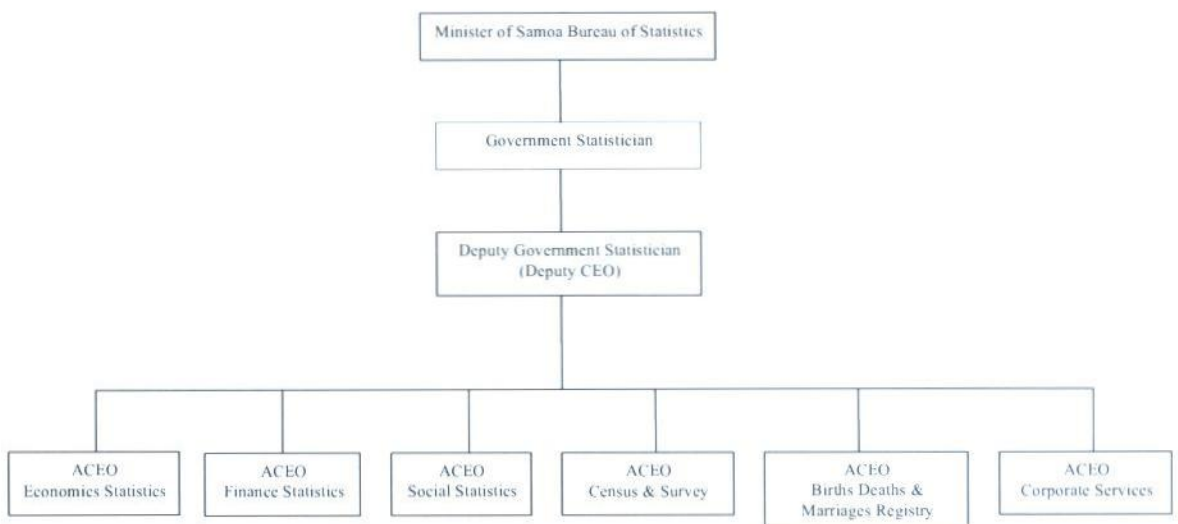 Minister of Samoa Bureau of Statistics
Government Statistician
Deputy Government Statistician
(Deputy CEO)
ACEO
Economics Statistics
ACEO
Finance Statistics
ACEO
Social Statistics
ACEO
Census & Survey
ACEO
Births Deaths &
Marriages Registry
ACEO
Corporate Services